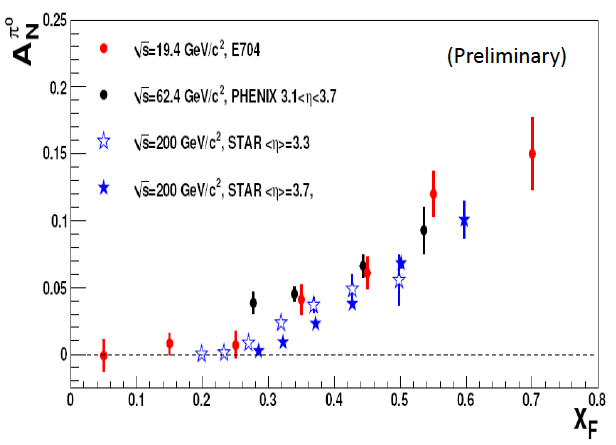 A_N^π⁰
0.25
0.2
0.15
0.1
0.05
0
√s=19.4 GeV/c², E704
√s=62.4 GeV/c², PHENIX 3.1<η<3.7
√s=200 GeV/c², STAR <η>=3.3
√s=200 GeV/c², STAR <η>=3.7,
(Preliminary)
0 0.1 0.2 0.3 0.4 0.5 0.6 0.7 0.8
X_F